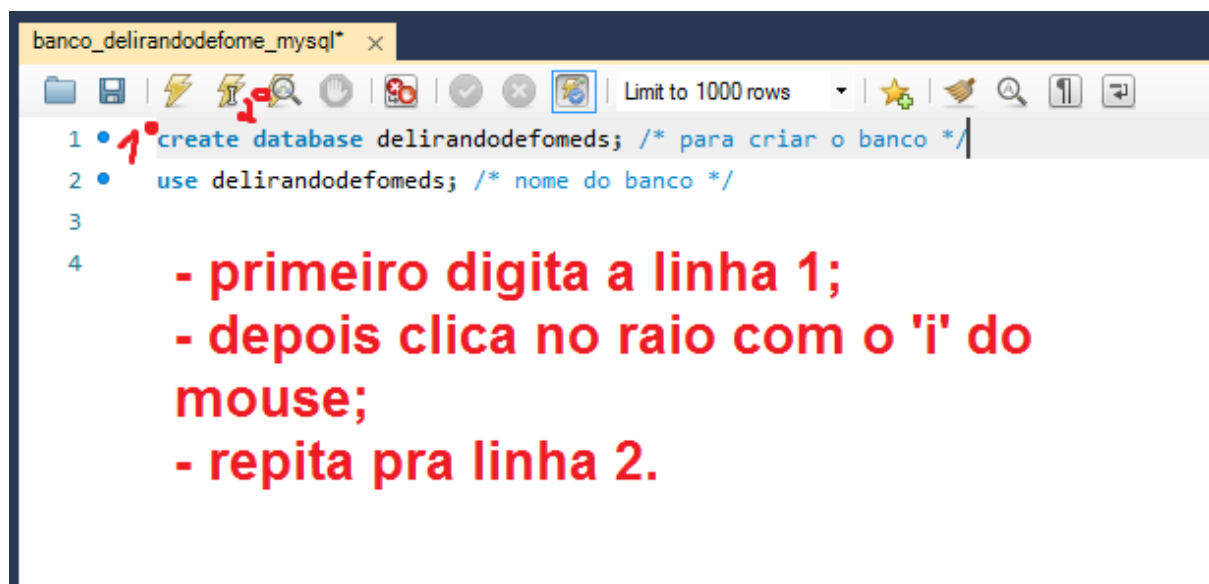 banco_delirandodefome_mysql*
Limit to 1000 rows
1 create database delirandodefomeds; /* para criar o banco */
2 use delirandodefomeds; /* nome do banco */
3
4
1
2
- primeiro digita a linha 1;
- depois clica no raio com o 'i' do
mouse;
- repita pra linha 2.